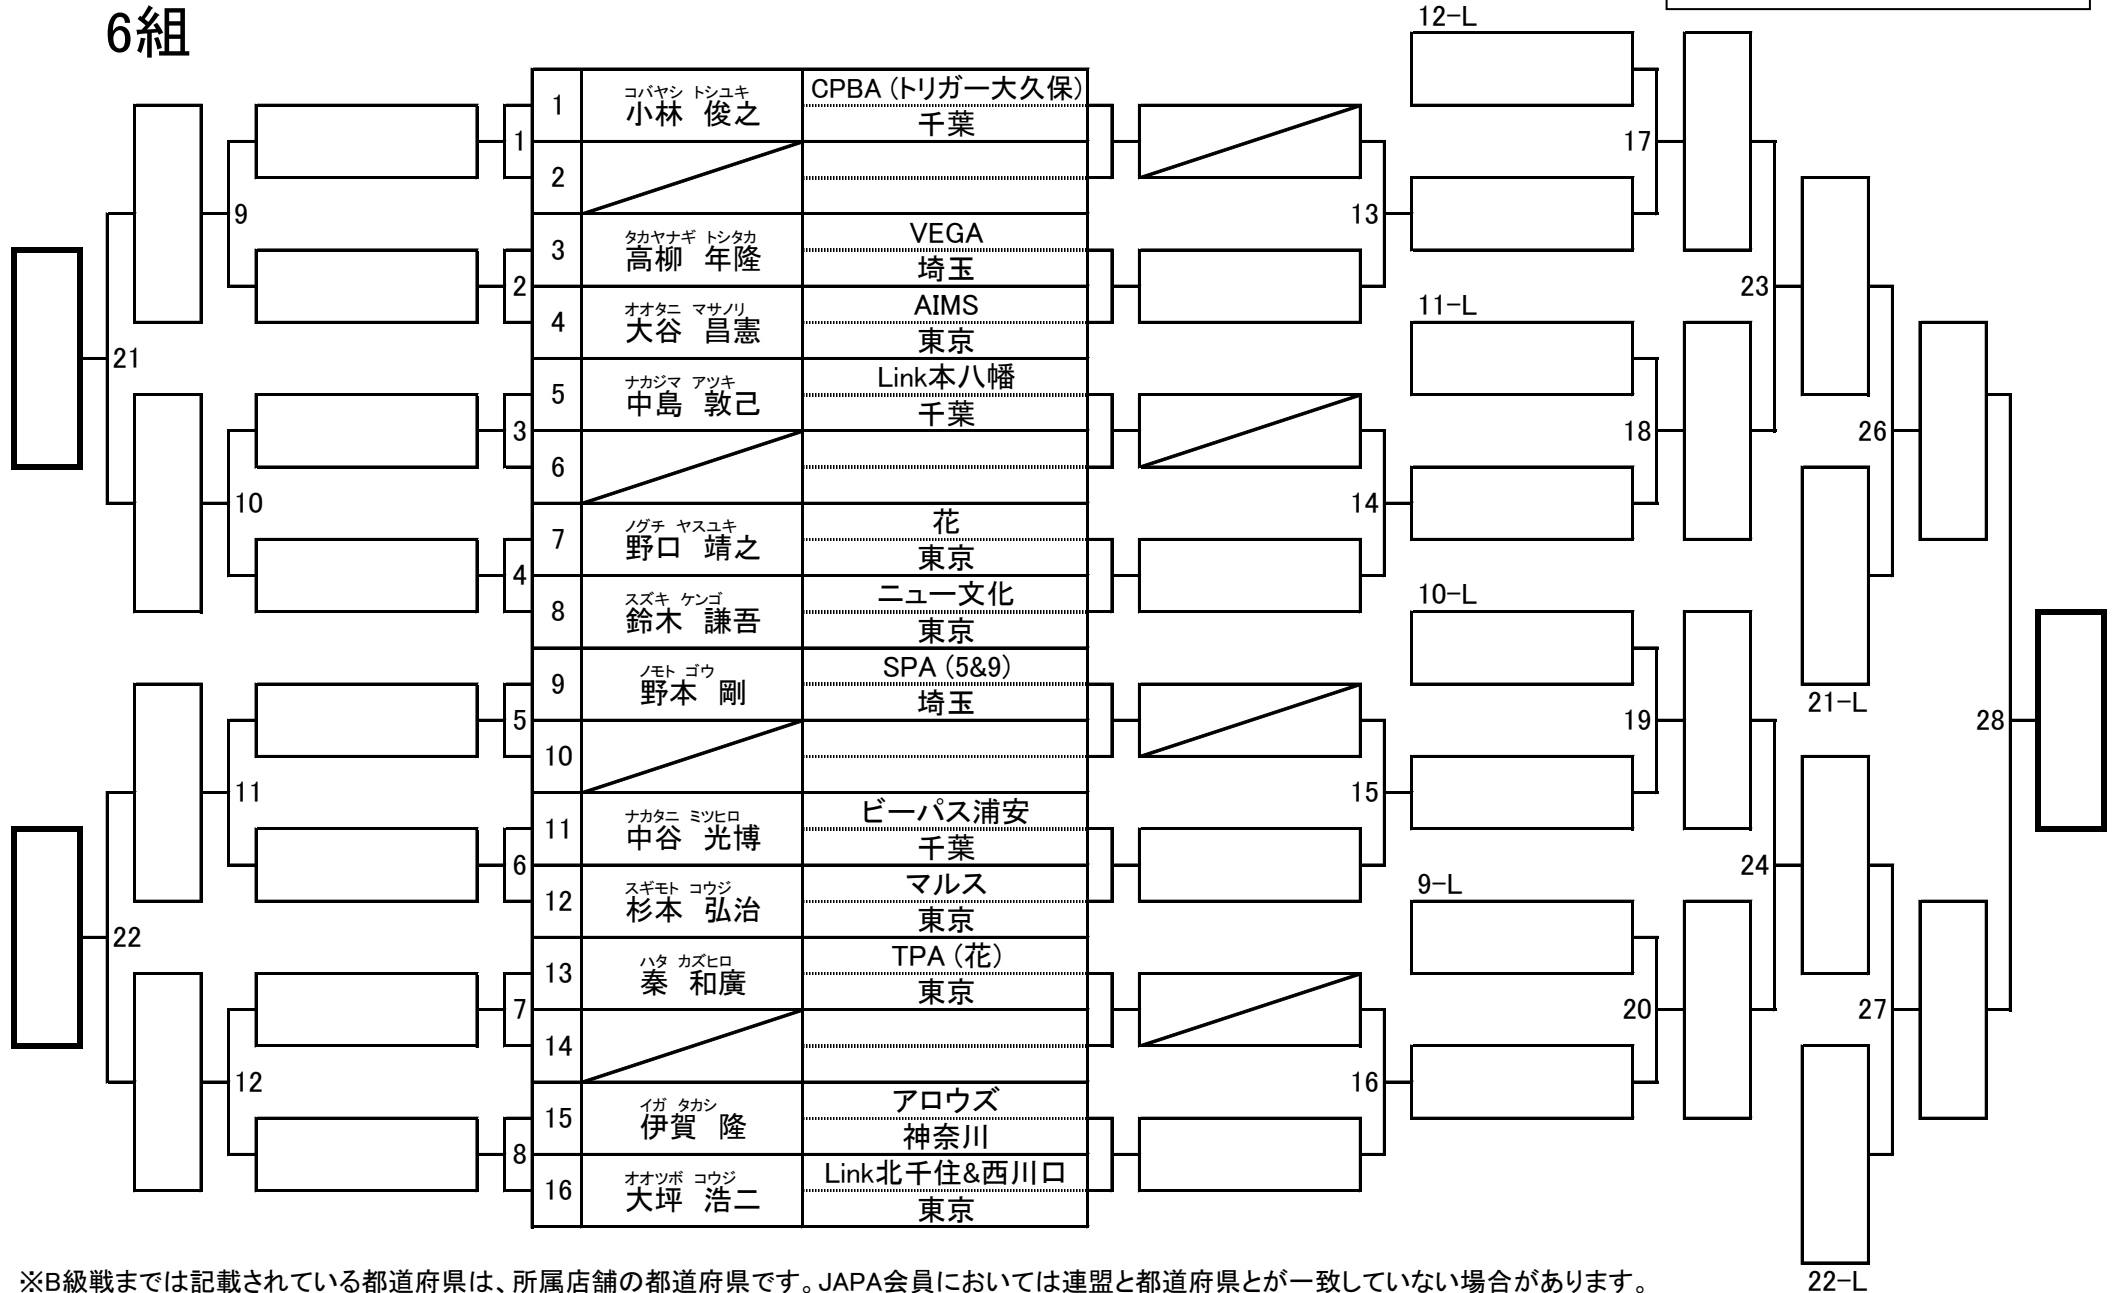 6組
1
コバヤシ トシユキ
小林 俊之
CPBA (トリガー大久保)
千葉
2
3
タカヤナギ トシタカ
高柳 年隆
VEGA
埼玉
4
オオタニ マサノリ
大谷 昌憲
AIMS
東京
5
ナカジマ アツキ
中島 敦己
Link本八幡
千葉
6
7
ノグチ ヤスユキ
野口 靖之
花
東京
8
スズキ ケンゴ
鈴木 謙吾
ニュー文化
東京
9
ノモト ゴウ
野本 剛
SPA (5&9)
埼玉
10
11
ナカタニ ミツヒロ
中谷 光博
ビーパス浦安
千葉
12
スギモト コウジ
杉本 弘治
マルス
東京
13
ハタ カズヒロ
秦 和廣
TPA (花)
東京
14
15
イガ タカシ
伊賀 隆
アロウズ
神奈川
16
オオツボ コウジ
大坪 浩二
Link北千住&西川口
東京
1
2
3
4
5
6
7
8
9
10
11
12
21
22
13
14
15
16
12-L
17
11-L
18
10-L
19
9-L
20
23
24
21-L
22-L
26
27
28
※B級戦までは記載されている都道府県は、所属店舗の都道府県です。JAPA会員においては連盟と都道府県とが一致していない場合があります。